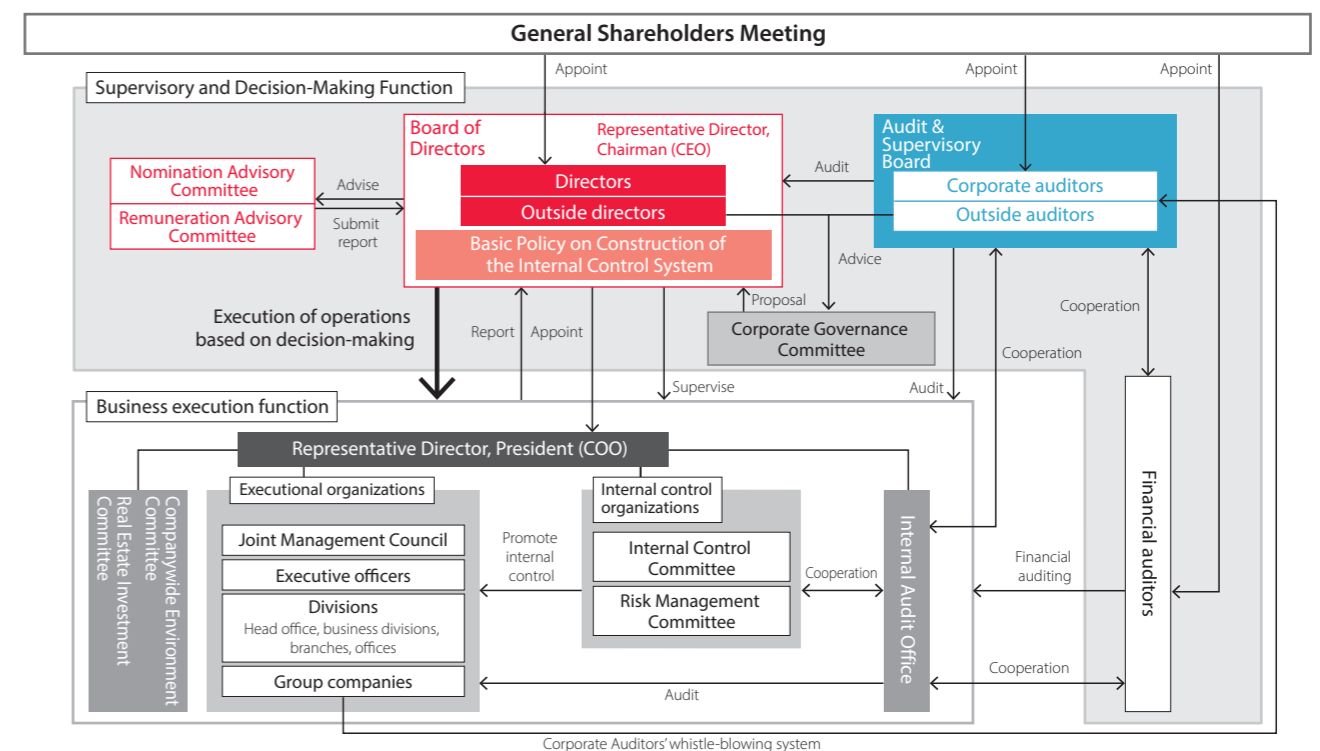 General Shareholders Meeting
Appoint
Appoint
Appoint
Supervisory and Decision-Making Function
Board of
Directors
Representative Director,
Chairman (CEO)
Directors
Outside directors
Basic Policy on Construction of
the Internal Control System
Audit &
Supervisory
Board
Corporate auditors
Outside auditors
Nomination Advisory
Committee
Remuneration Advisory
Committee
Advise
Submit
report
Audit
Advice
Proposal
Corporate Governance
Committee
Cooperation
Cooperation
Execution of operations
based on decision-making
Report
Appoint
Supervise
Audit
Business execution function
Representative Director, President (COO)
Companywide Environment
Committee
Real Estate Investment
Committee
Executional organizations
Joint Management Council
Executive officers
Divisions
Head office, business divisions,
branches, offices
Group companies
Promote
internal
control
Internal control
organizations
Internal Control
Committee
Risk Management
Committee
Cooperation
Internal Audit Office
Financial
auditing
Financial auditors
Cooperation
Audit
Corporate Auditors’ whistle-blowing system